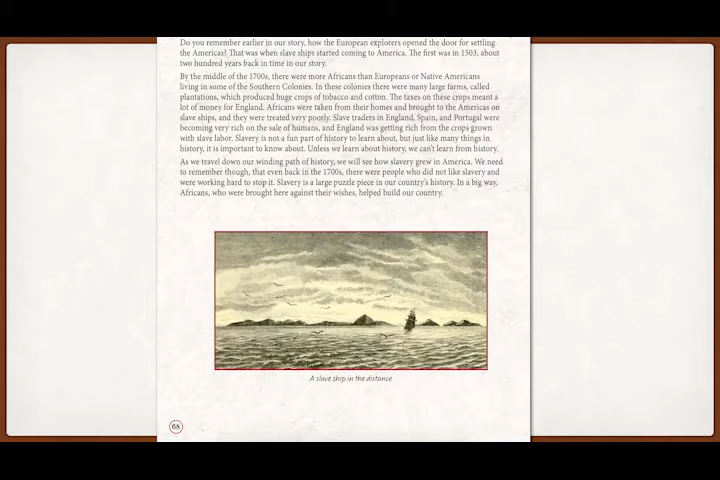 Do you remember earlier in our story, how the European explorers opened the door for settling
the Americas? That was when slave ships started coming to America. The first was in 1503, about
two hundred years back in time in our story.
By the middle of the 1700s, there were more Africans than Europeans or Native Americans
living in some of the Southern Colonies. In these colonies there were many large farms, called
plantations, which produced huge crops of tobacco and cotton. The taxes on these crops meant a
lot of money for England. Africans were taken from their homes and brought to the Americas on
slave ships, and they were treated very poorly. Slave traders in England, Spain, and Portugal were
becoming very rich on the sale of humans, and England was getting rich from the crops grown
with slave labor. Slavery is not a fun part of history to learn about, but just like many things in
history, it is important to know about. Unless we learn about history, we can't learn from history.
As we travel down our winding path of history, we will see how slavery grew in America. We need
to remember though, that even back in the 1700s, there were people who did not like slavery and
were working hard to stop it. Slavery is a large puzzle piece in our country's history. In a big way,
Africans, who were brought here against their wishes, helped build our country.
A slave ship in the distance
68